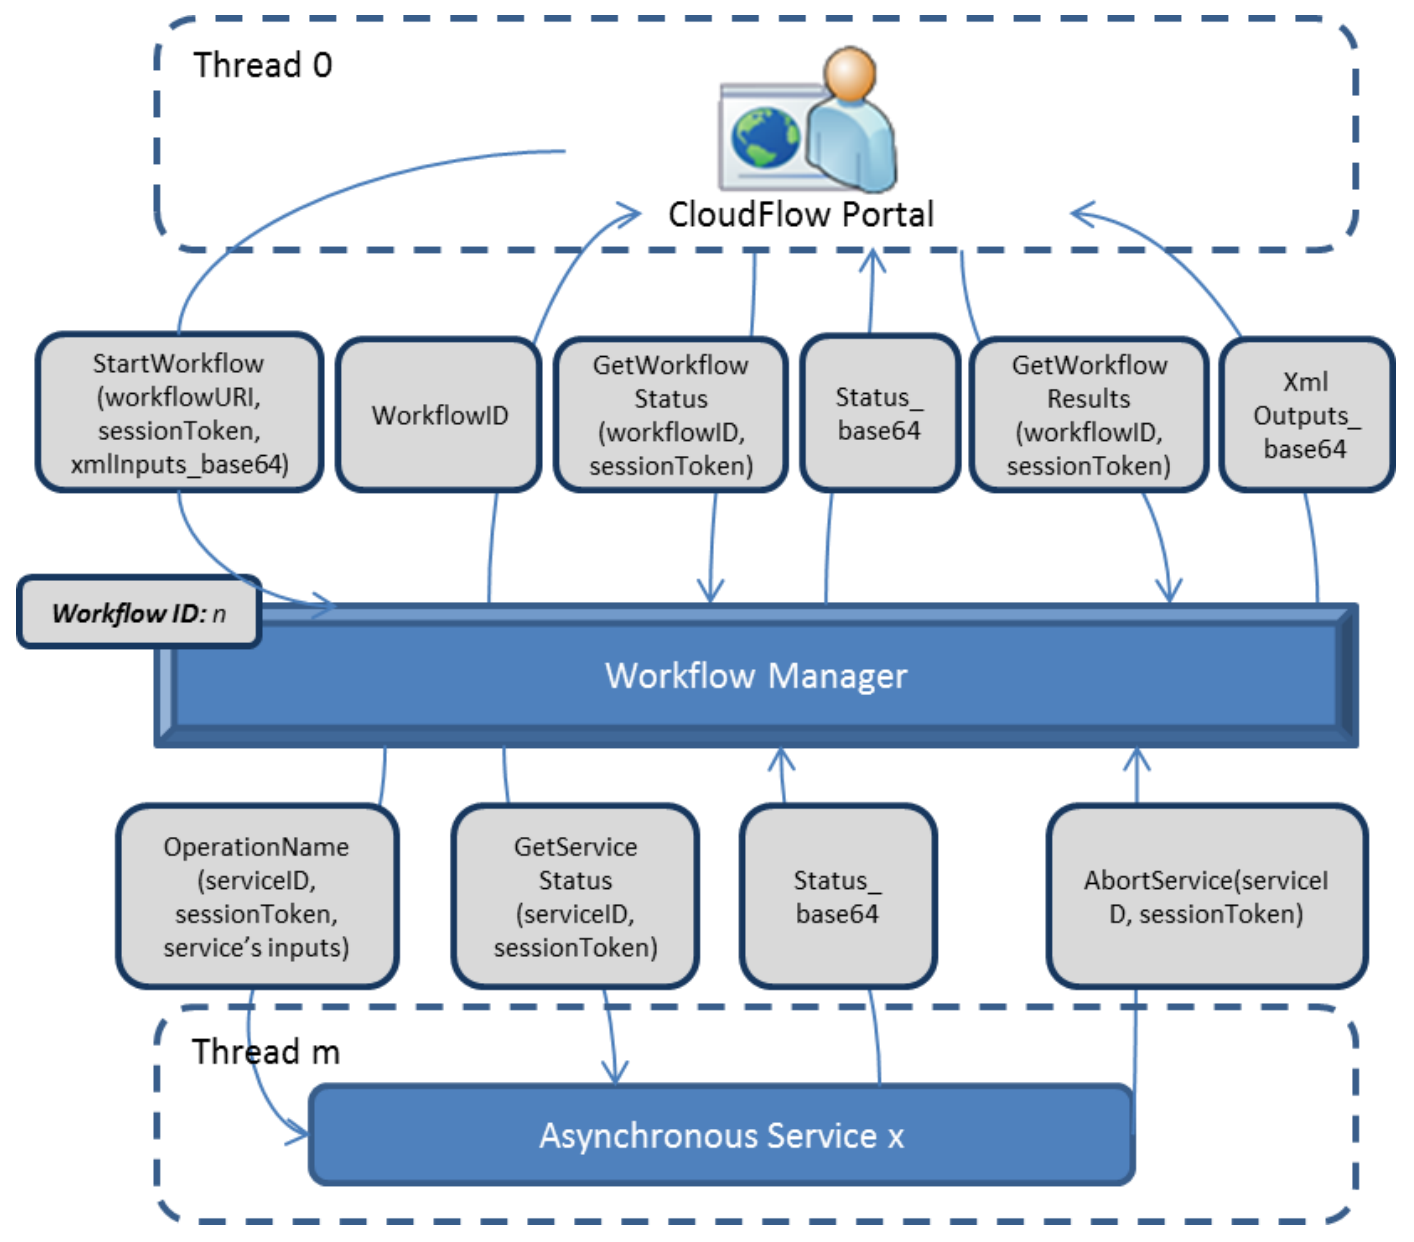 Thread 0
CloudFlow Portal
StartWorkflow
(workflowURI,
sessionToken,
xmlInputs_base64)
WorkflowID
GetWorkflow
Status
(workflowID,
sessionToken)
Status_
base64
GetWorkflow
Results
(workflowID,
sessionToken)
Xml
Outputs_
base64
Workflow ID: n
Workflow Manager
OperationName
(serviceID,
sessionToken,
service’s inputs)
GetService
Status
(serviceID,
sessionToken)
Status_
base64
AbortService(serviceI
D, sessionToken)
Thread m
Asynchronous Service x